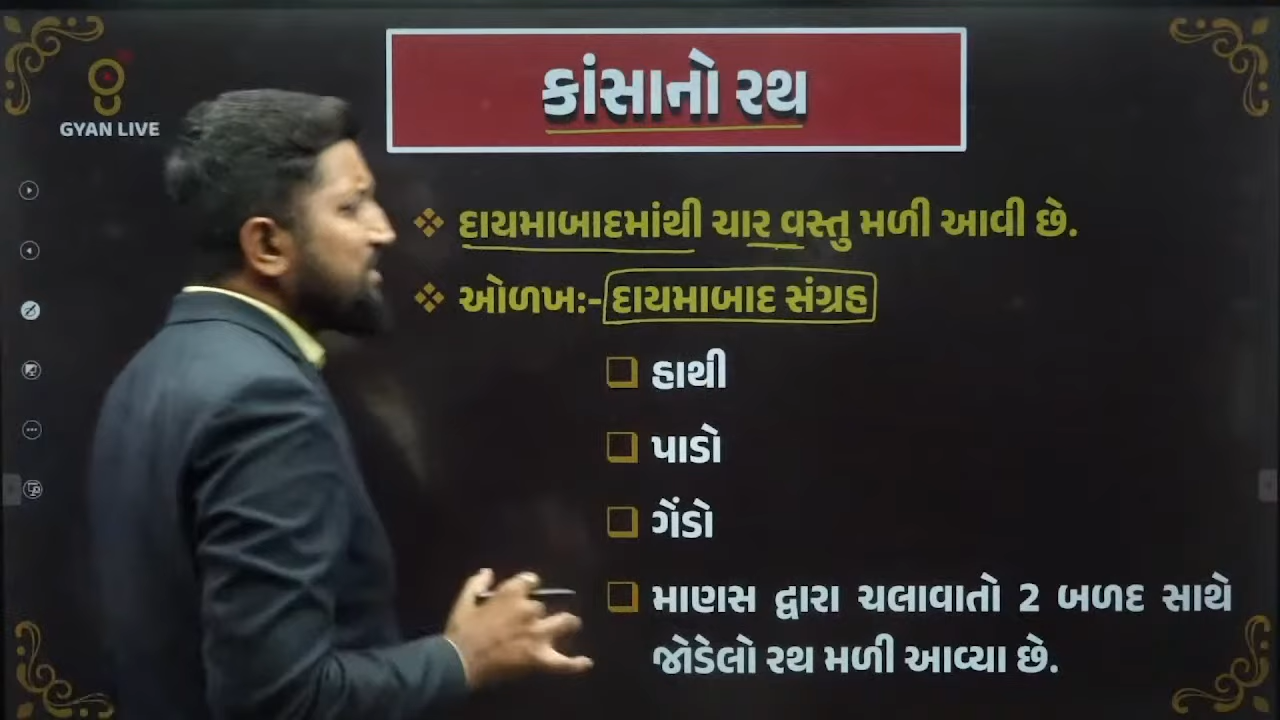 કાંસાનો રથ
GYAN LIVE
દાયમાબાદમાંથી ચાર વસ્તુ મળી આવી છે.
ઓળખ:- દાયમાબાદ સંગ્રહ
હાથી
પાડો
ગેંડો
માણસ દ્વારા ચલાવાતો 2 બળદ સાથે
જોડેલો રથ મળી આવ્યા છે.